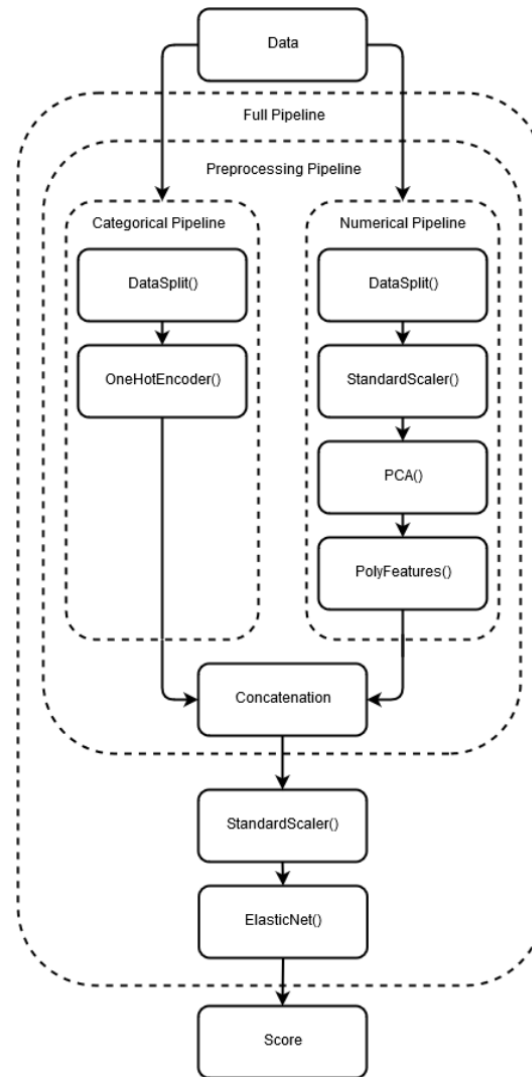 Data
Full Pipeline
Preprocessing Pipeline
Categorical Pipeline
DataSplit()
OneHotEncoder()
Numerical Pipeline
DataSplit()
StandardScaler()
PCA()
PolyFeatures()
Concatenation
StandardScaler()
ElasticNet()
Score